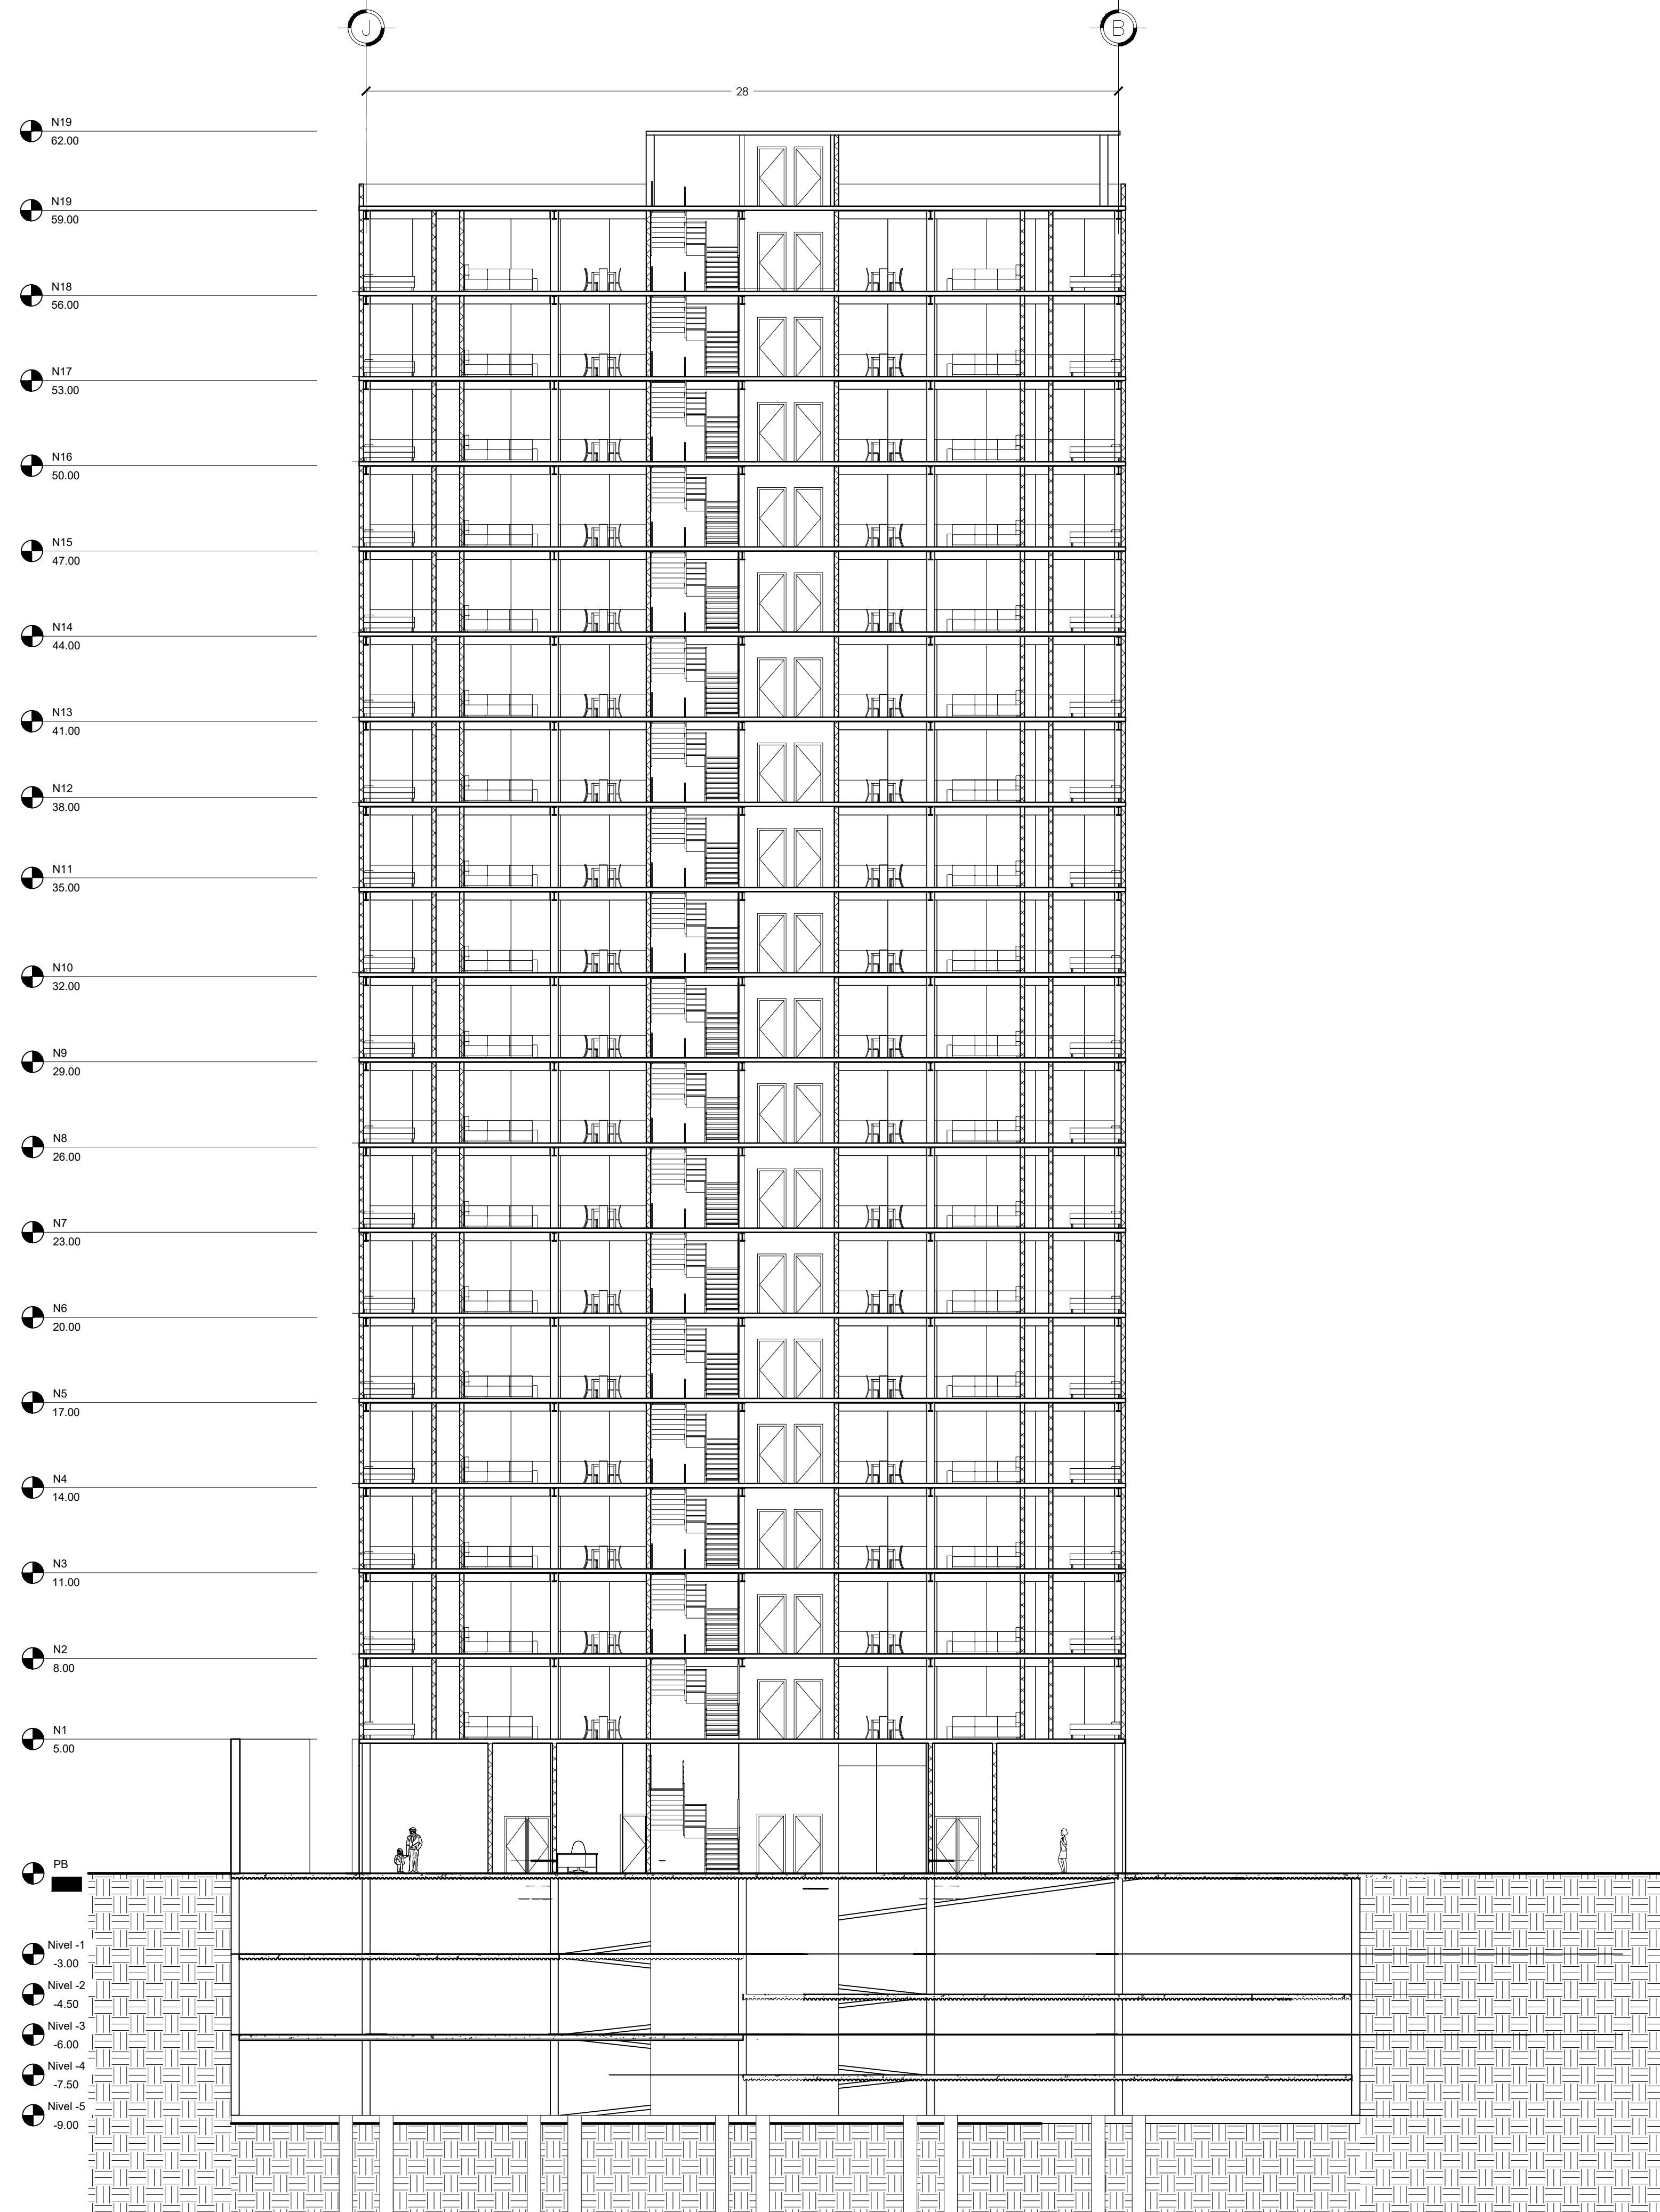 J
B
28
N19
62.00
N19
59.00
N18
56.00
N17
53.00
N16
50.00
N15
47.00
N14
44.00
N13
41.00
N12
38.00
N11
35.00
N10
32.00
N9
29.00
N8
26.00
N7
23.00
N6
20.00
N5
17.00
N4
14.00
N3
11.00
N2
8.00
N1
5.00
PB
Nivel -1
-3.00
Nivel -2
-4.50
Nivel -3
-6.00
Nivel -4
-7.50
Nivel -5
-9.00